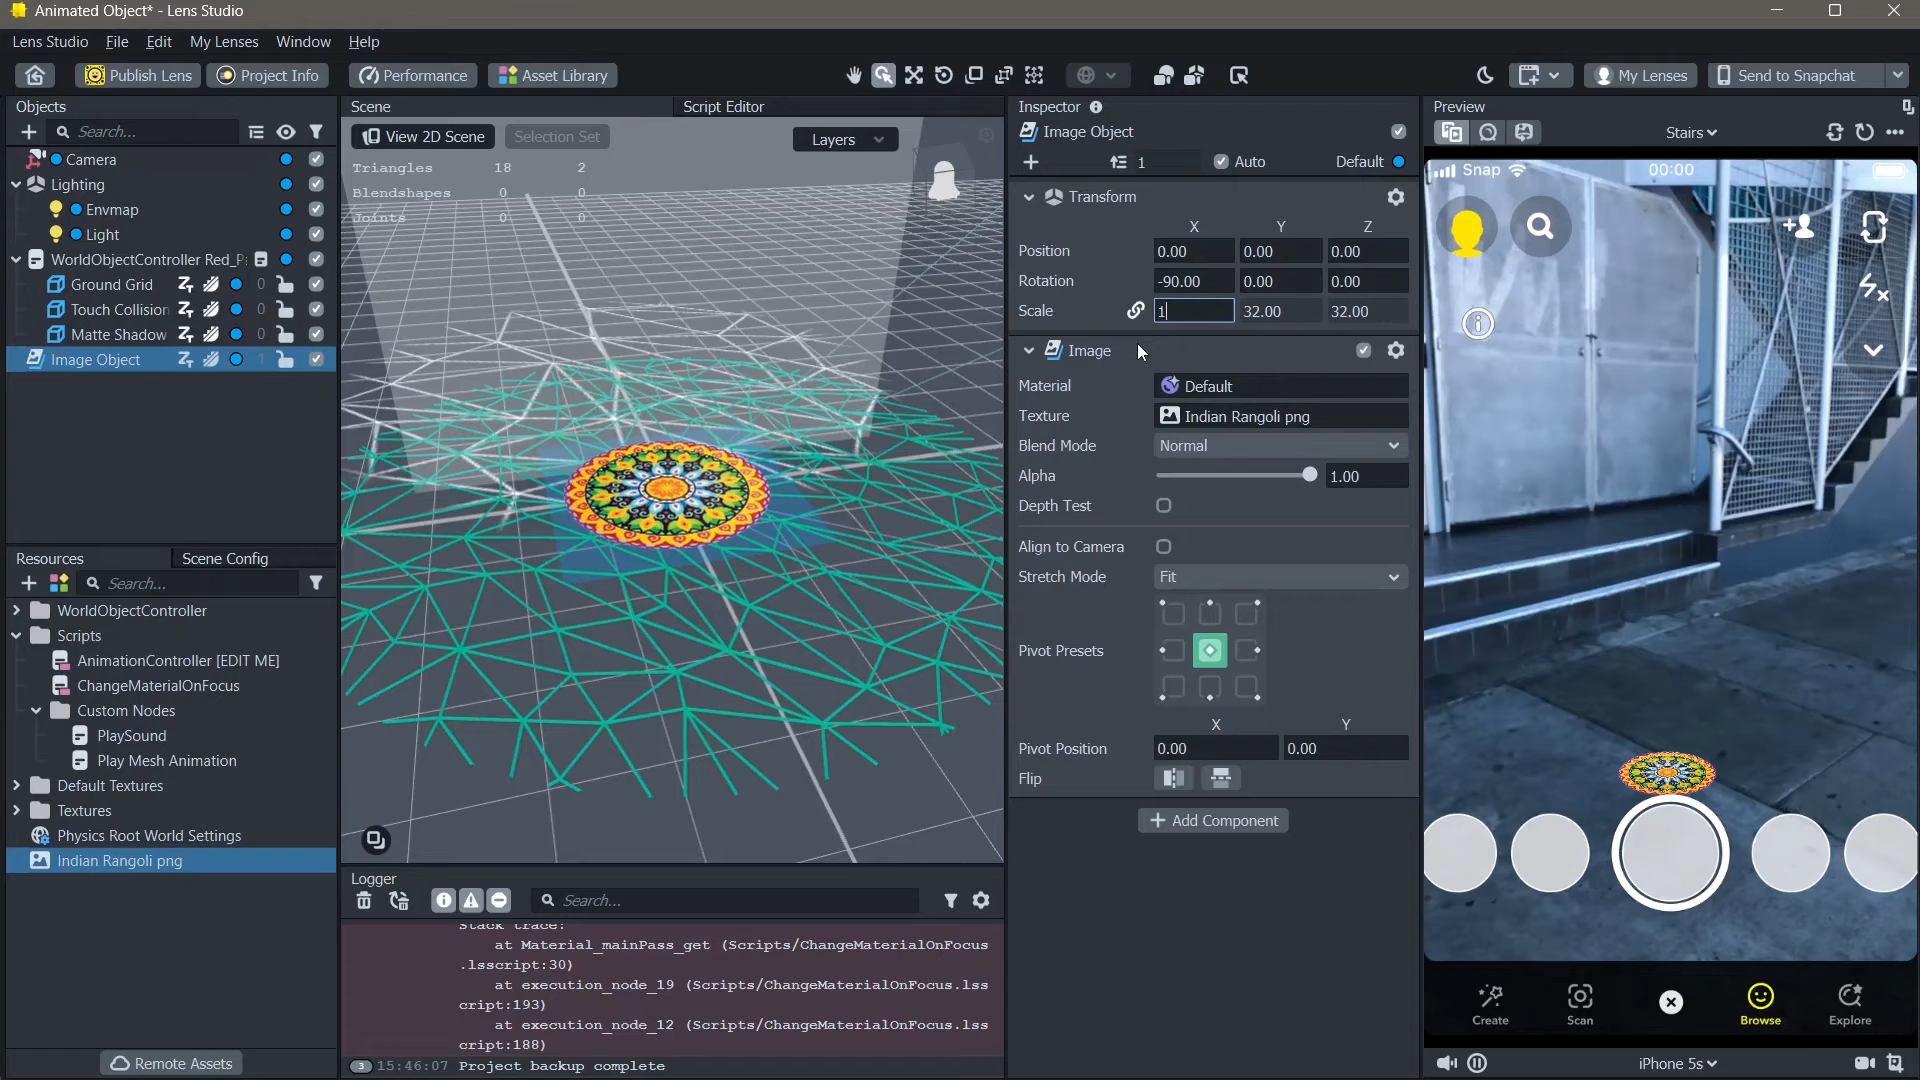 Animated Object* - Lens Studio
Lens Studio File Edit My Lenses Window Help
Publish Lens Project Info Performance Asset Library My Lenses Send to Snapchat
Objects
Search...
Camera
Lighting
Envmap
Light
WorldObjectController Red_P
Ground Grid 0
Touch Collision 0
Matte Shadow 0
Image Object 1
Resources Scene Config
Search...
WorldObjectController
Scripts
AnimationController [EDIT ME]
ChangeMaterialOnFocus
Custom Nodes
PlaySound
Play Mesh Animation
Default Textures
Textures
Physics Root World Settings
Indian Rangoli png
Remote Assets
Scene Script Editor
View 2D Scene Selection Set Layers
Triangles 18 2
Blendshapes 0 0
Joints 0 0
Logger
Search...
Stack trace:
at Material_mainPass_get (Scripts/ChangeMaterialOnFocus
.lsscript:30)
at execution_node_19 (Scripts/ChangeMaterialOnFocus.lss
cript:193)
at execution_node_12 (Scripts/ChangeMaterialOnFocus.lss
cript:188)
3 15:46:07 Project backup complete
Inspector
Image Object
1 Auto Default
Transform
X Y Z
Position 0.00 0.00 0.00
Rotation -90.00 0.00 0.00
Scale 1 32.00 32.00
Image
Material Default
Texture Indian Rangoli png
Blend Mode Normal
Alpha 1.00
Depth Test
Align to Camera
Stretch Mode Fit
Pivot Presets
X Y
Pivot Position 0.00 0.00
Flip
+ Add Component
Preview
Stairs
Snap 00:00
Create Scan Browse Explore
iPhone 5s